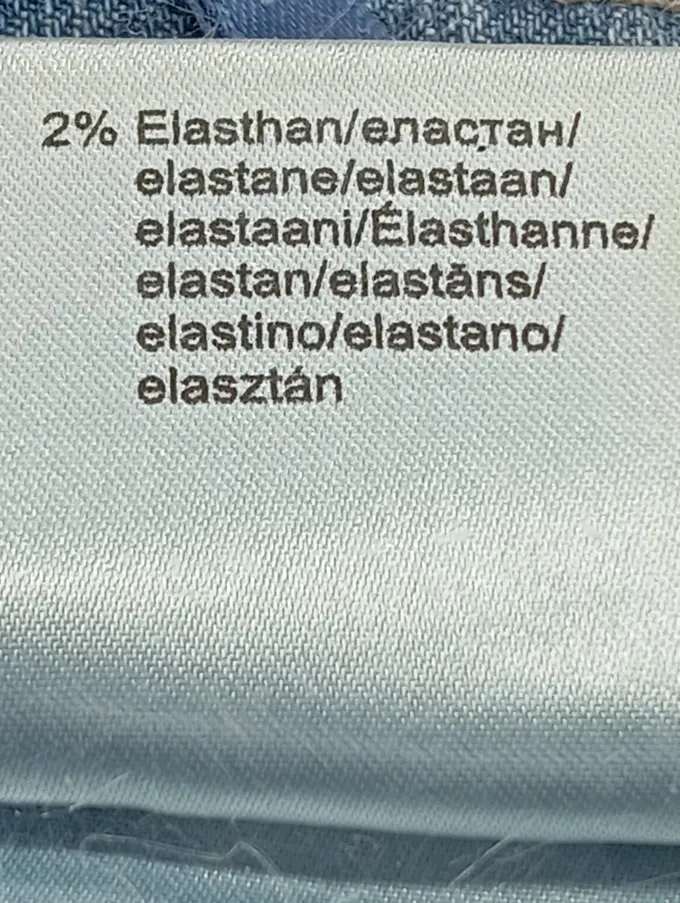 2% Elasthan/еластан/
elastane/elastaan/
elastaani/Élasthanne/
elastan/elastāns/
elastino/elastano/
elasztán